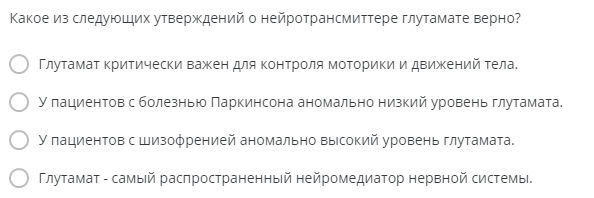 Какое из следующих утверждений о нейротрансмиттере глутамате верно?
Глутамат критически важен для контроля моторики и движений тела.
У пациентов с болезнью Паркинсона аномально низкий уровень глутамата.
У пациентов с шизофренией аномально высокий уровень глутамата.
Глутамат - самый распространенный нейромедиатор нервной системы.